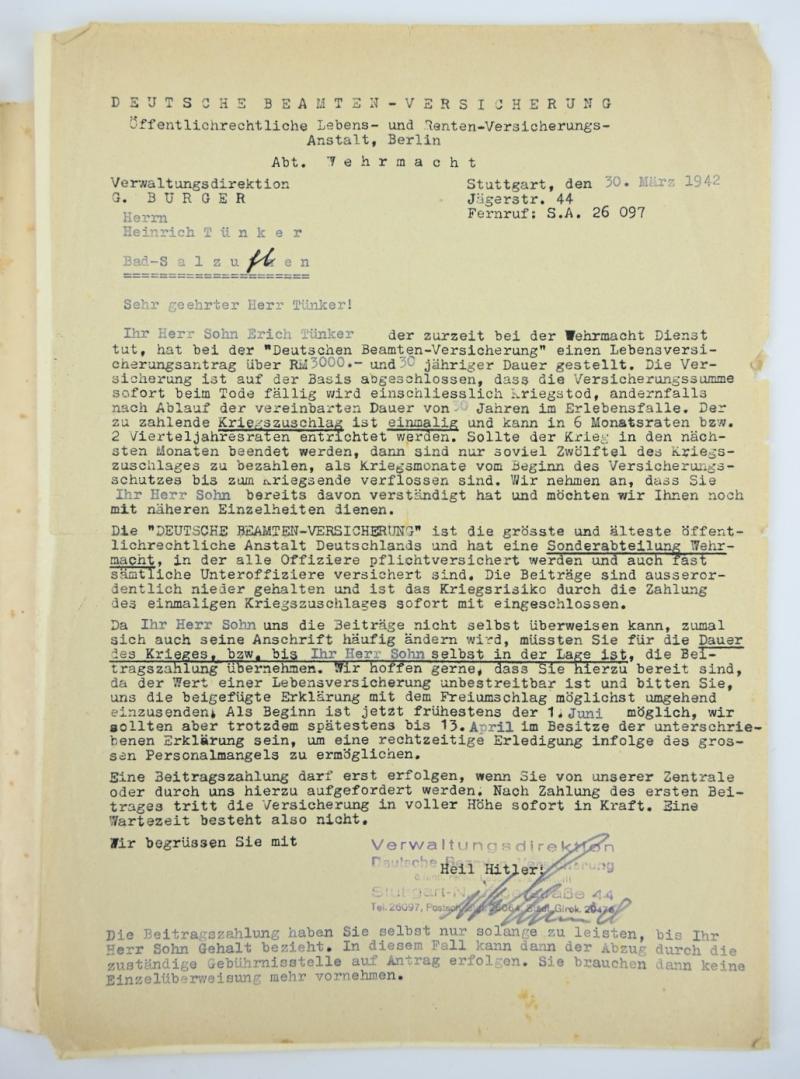 DEUTSCHE BEAMTEN-VERSICHERUNG
Öffentlichrechtliche Lebens- und Renten-Versicherungs-
Anstalt, Berlin
Abt. Wehrmacht
Verwaltungsdirektion
G. BURGER
Stuttgart, den 30. März 1942
Jägerstr. 44
Fernruf: S.A. 26 097
Herrn
Heinrich Tünker
Bad-Salzuflen
Sehr geehrter Herr Tünker!
Ihr Herr Sohn Erich Tünker der zurzeit bei der Wehrmacht Dienst
tut, hat bei der "Deutschen Beamten-Versicherung" einen Lebensversi-
cherungsantrag über RM 3000.- und 30 jähriger Dauer gestellt. Die Ver-
sicherung ist auf der Basis abgeschlossen, dass die Versicherungssumme
sofort beim Tode fällig wird einschliesslich Kriegstod, andernfalls
nach Ablauf der vereinbarten Dauer von 30 Jahren im Erlebensfalle. Der
zu zahlende Kriegszuschlag ist einmalig und kann in 6 Monatsraten bzw.
2 Vierteljahresraten entrichtet werden. Sollte der Krieg in den näch-
sten Monaten beendet werden, dann sind nur soviel Zwölftel des Kriegs-
zuschlages zu bezahlen, als Kriegsmonate vom Beginn des Versicherungs-
schutzes bis zum Kriegsende verflossen sind. Wir nehmen an, dass Sie
Ihr Herr Sohn bereits davon verständigt hat und möchten wir Ihnen noch
mit näheren Einzelheiten dienen.
Die "DEUTSCHE BEAMTEN-VERSICHERUNG" ist die grösste und älteste öffent-
lichrechtliche Anstalt Deutschlands und hat eine Sonderabteilung Wehr-
macht, in der alle Offiziere pflichtversichert werden und auch fast
sämtliche Unteroffiziere versichert sind. Die Beiträge sind ausseror-
dentlich nieder gehalten und ist das Kriegsrisiko durch die Zahlung
des einmaligen Kriegszuschlages sofort mit eingeschlossen.
Da Ihr Herr Sohn uns die Beiträge nicht selbst überweisen kann, zumal
sich auch seine Anschrift häufig ändern wird, müssten Sie für die Dauer
des Krieges, bzw. bis Ihr Herr Sohn selbst in der Lage ist, die Bei-
tragszahlung übernehmen. Wir hoffen gerne, dass Sie hierzu bereit sind,
da der Wert einer Lebensversicherung unbestreitbar ist und bitten Sie,
uns die beigefügte Erklärung mit dem Freiumschlag möglichst umgehend
einzusenden. Als Beginn ist jetzt frühestens der 1. Juni möglich, wir
sollten aber trotzdem spätestens bis 13. April im Besitze der unterschrie-
benen Erklärung sein, um eine rechtzeitige Erledigung infolge des gros-
sen Personalmangels zu ermöglichen.
Eine Beitragszahlung darf erst erfolgen, wenn Sie von unserer Zentrale
oder durch uns hierzu aufgefordert werden. Nach Zahlung des ersten Bei-
trages tritt die Versicherung in voller Höhe sofort in Kraft. Eine
Wartezeit besteht also nicht.
Wir begrüssen Sie mit
Verwaltungsdirektion
Deutsche Beamten-Versicherung
Heil Hitler!
Stuttgart-N, 44
Tel. 26097, Girok.
Die Beitragszahlung haben Sie selbst nur solange zu leisten, bis Ihr
Herr Sohn Gehalt bezieht. In diesem Fall kann dann der Abzug durch die
zuständige Gebührnisstelle auf Antrag erfolgen. Sie brauchen dann keine
Einzelüberweisung mehr vornehmen.